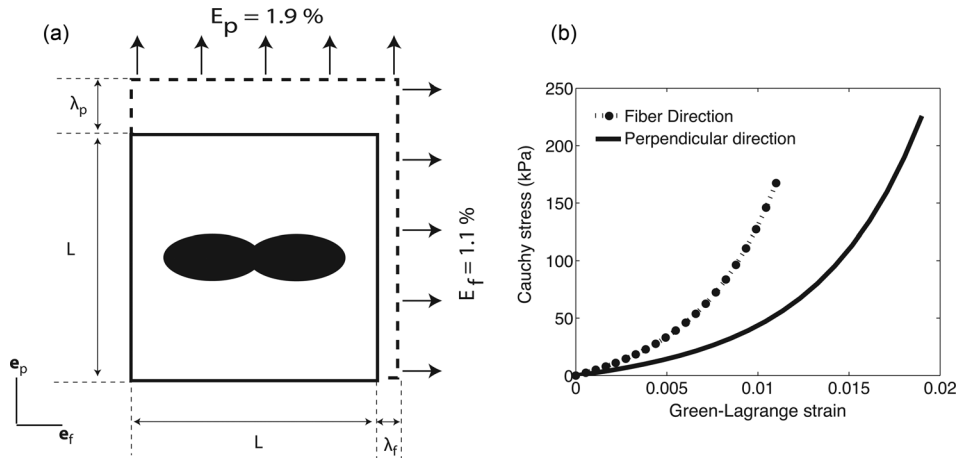 (a)
E_p = 1.9 %
λ_p
L
E_f = 1.1 %
e_p
e_f
L
λ_f
(b)
250
200
150
100
50
0
Cauchy stress (kPa)
Fiber Direction
Perpendicular direction
0
0.005
0.01
0.015
0.02
Green-Lagrange strain